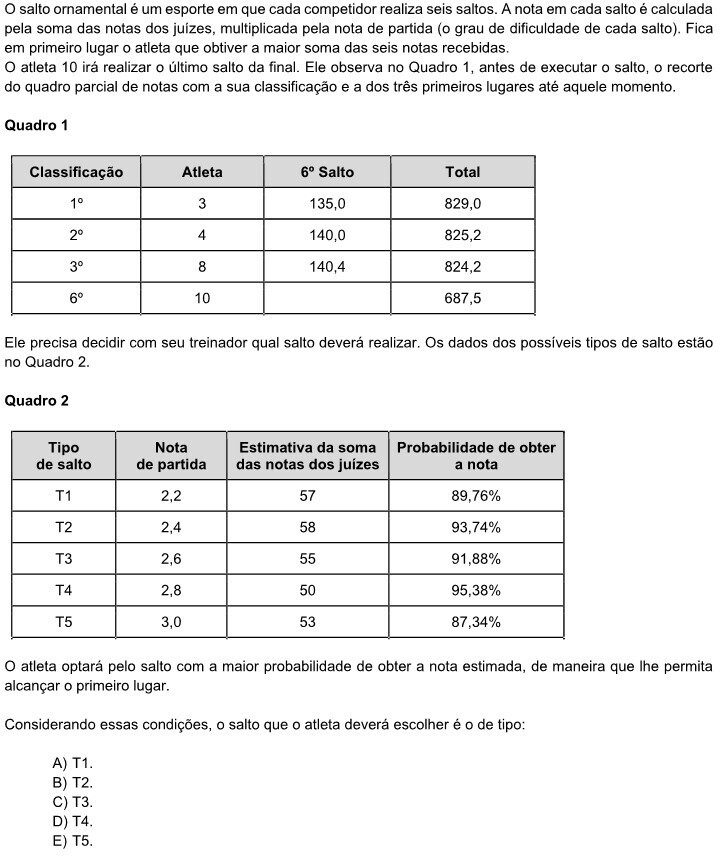 O salto ornamental é um esporte em que cada competidor realiza seis saltos. A nota em cada salto é calculada
pela soma das notas dos juízes, multiplicada pela nota de partida (o grau de dificuldade de cada salto). Fica
em primeiro lugar o atleta que obtiver a maior soma das seis notas recebidas.
O atleta 10 irá realizar o último salto da final. Ele observa no Quadro 1, antes de executar o salto, o recorte
do quadro parcial de notas com a sua classificação e a dos três primeiros lugares até aquele momento.
Quadro 1
Classificação Atleta 6º Salto Total
1º 3 135,0 829,0
2º 4 140,0 825,2
3º 8 140,4 824,2
6º 10 687,5
Ele precisa decidir com seu treinador qual salto deverá realizar. Os dados dos possíveis tipos de salto estão
no Quadro 2.
Quadro 2
Tipo Nota Estimativa da soma Probabilidade de obter
de salto de partida das notas dos juízes a nota
T1 2,2 57 89,76%
T2 2,4 58 93,74%
T3 2,6 55 91,88%
T4 2,8 50 95,38%
T5 3,0 53 87,34%
O atleta optará pelo salto com a maior probabilidade de obter a nota estimada, de maneira que lhe permita
alcançar o primeiro lugar.
Considerando essas condições, o salto que o atleta deverá escolher é o de tipo:
A) T1.
B) T2.
C) T3.
D) T4.
E) T5.